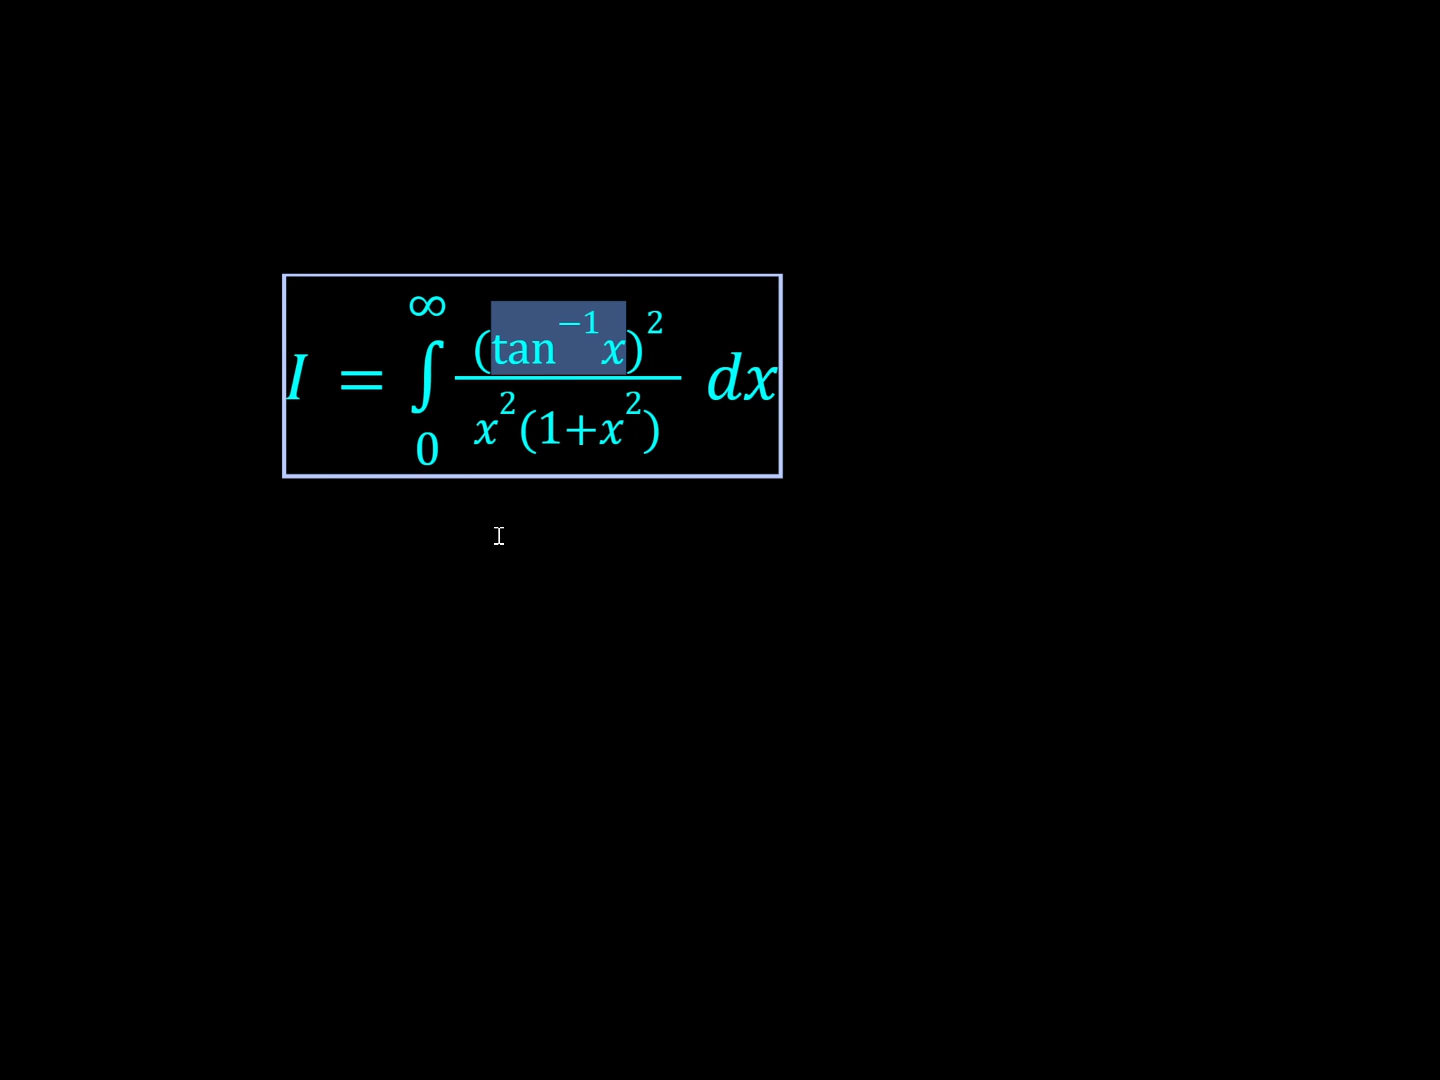 I = ∫₀^∞ (tan⁻¹x)² / x²(1+x²) dx